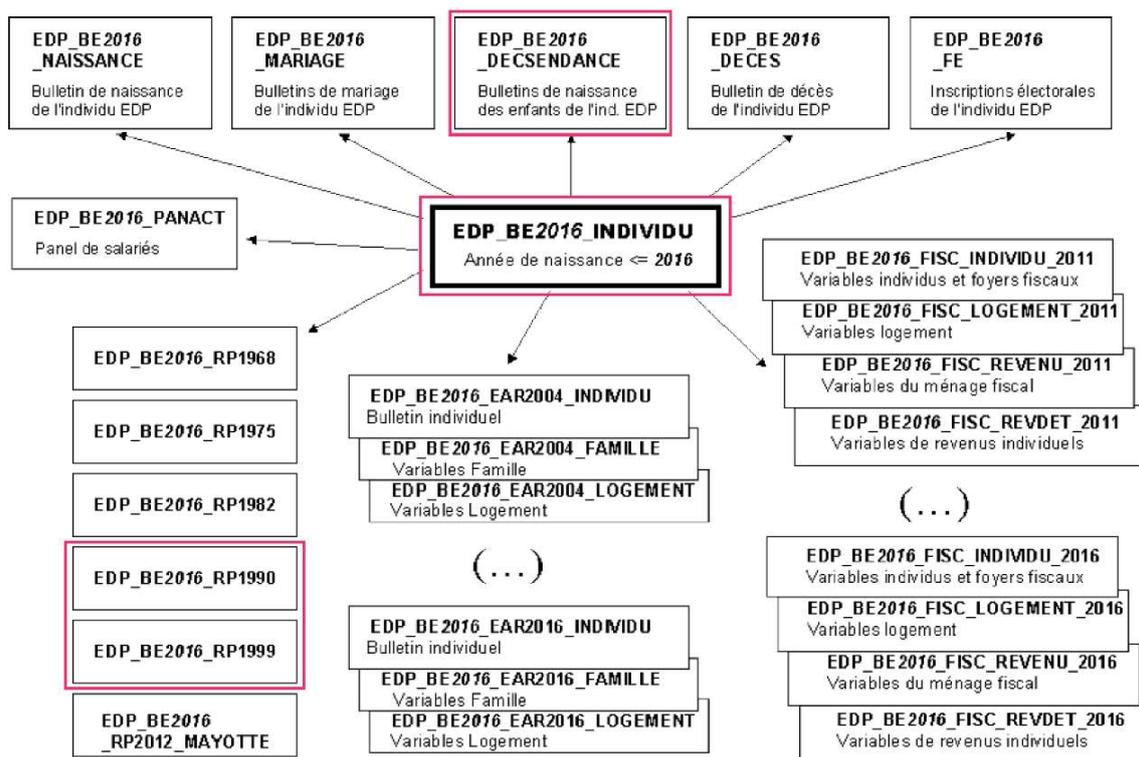 EDP_BE2016
_NAISSANCE
Bulletin de naissance
de l'individu EDP
EDP_BE2016
_MARIAGE
Bulletins de mariage
de l'individu EDP
EDP_BE2016
_DECSENDANCE
Bulletins de naissance
des enfants de l'ind. EDP
EDP_BE2016
_DECES
Bulletin de décès
de l'individu EDP
EDP_BE2016
_FE
Inscriptions électorales
de l'individu EDP
EDP_BE2016_PANACT
Panel de salariés
EDP_BE2016_INDIVIDU
Année de naissance <= 2016
EDP_BE2016_RP1968
EDP_BE2016_RP1975
EDP_BE2016_RP1982
EDP_BE2016_RP1990
EDP_BE2016_RP1999
EDP_BE2016
_RP2012_MAYOTTE
EDP_BE2016_EAR2004_INDIVIDU
Bulletin individuel
EDP_BE2016_EAR2004_FAMILLE
Variables Famille
EDP_BE2016_EAR2004_LOGEMENT
Variables Logement
(...)
EDP_BE2016_EAR2016_INDIVIDU
Bulletin individuel
EDP_BE2016_EAR2016_FAMILLE
Variables Famille
EDP_BE2016_EAR2016_LOGEMENT
Variables Logement
EDP_BE2016_FISC_INDIVIDU_2011
Variables individus et foyers fiscaux
EDP_BE2016_FISC_LOGEMENT_2011
Variables logement
EDP_BE2016_FISC_REVENU_2011
Variables du ménage fiscal
EDP_BE2016_FISC_REVDET_2011
Variables de revenus individuels
(...)
EDP_BE2016_FISC_INDIVIDU_2016
Variables individus et foyers fiscaux
EDP_BE2016_FISC_LOGEMENT_2016
Variables logement
EDP_BE2016_FISC_REVENU_2016
Variables du ménage fiscal
EDP_BE2016_FISC_REVDET_2016
Variables de revenus individuels